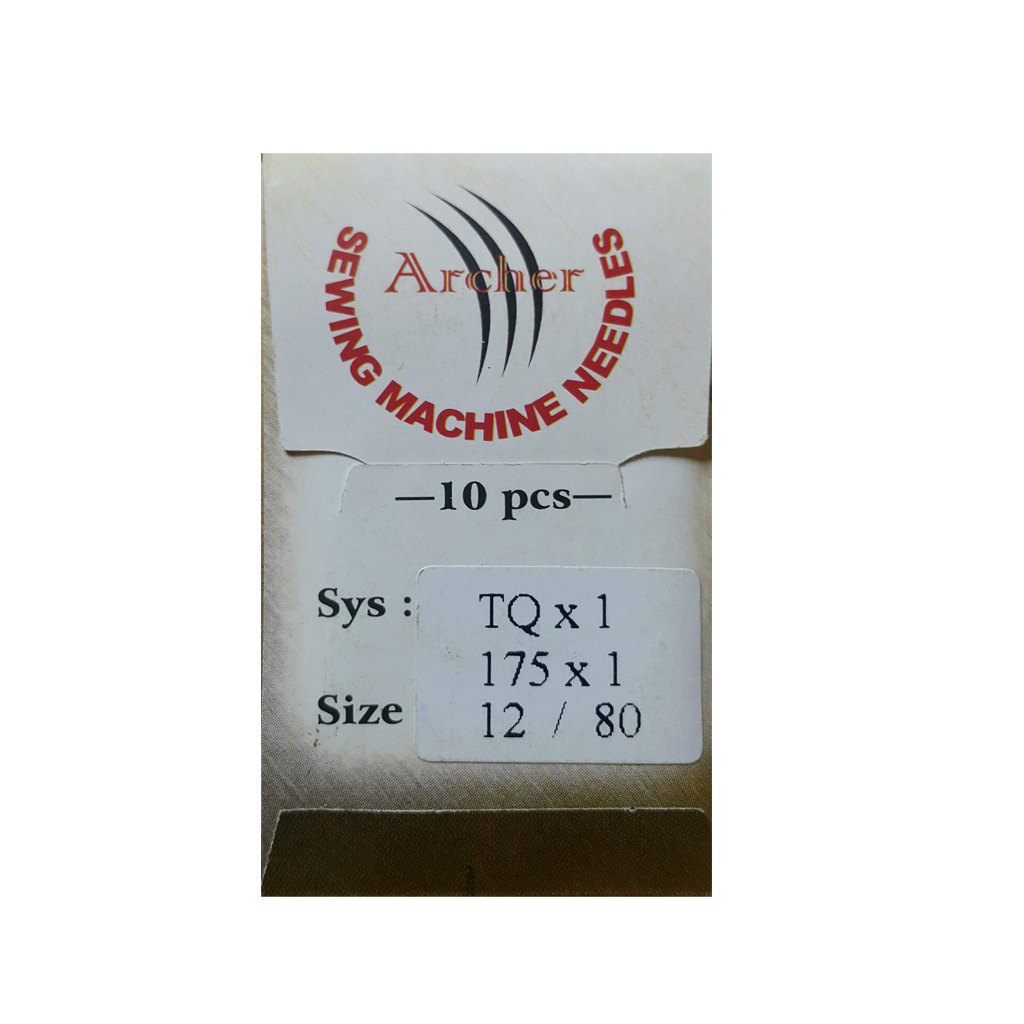 Archer
SEWING MACHINE NEEDLES
—10 pcs—
Sys : TQ x 1
175 x 1
Size 12 / 80